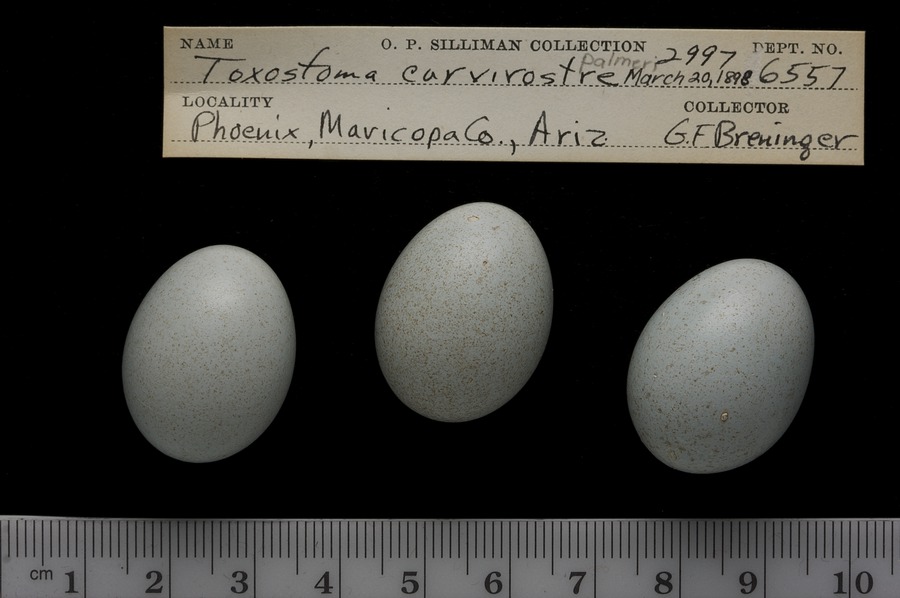 NAME O. P. SILLIMAN COLLECTION 2997 DEPT. NO.
Toxostoma curvirostre palmeri March 20, 1898 6557
LOCALITY COLLECTOR
Phoenix, Maricopa Co., Ariz. G.F Breninger
cm 1 2 3 4 5 6 7 8 9 10